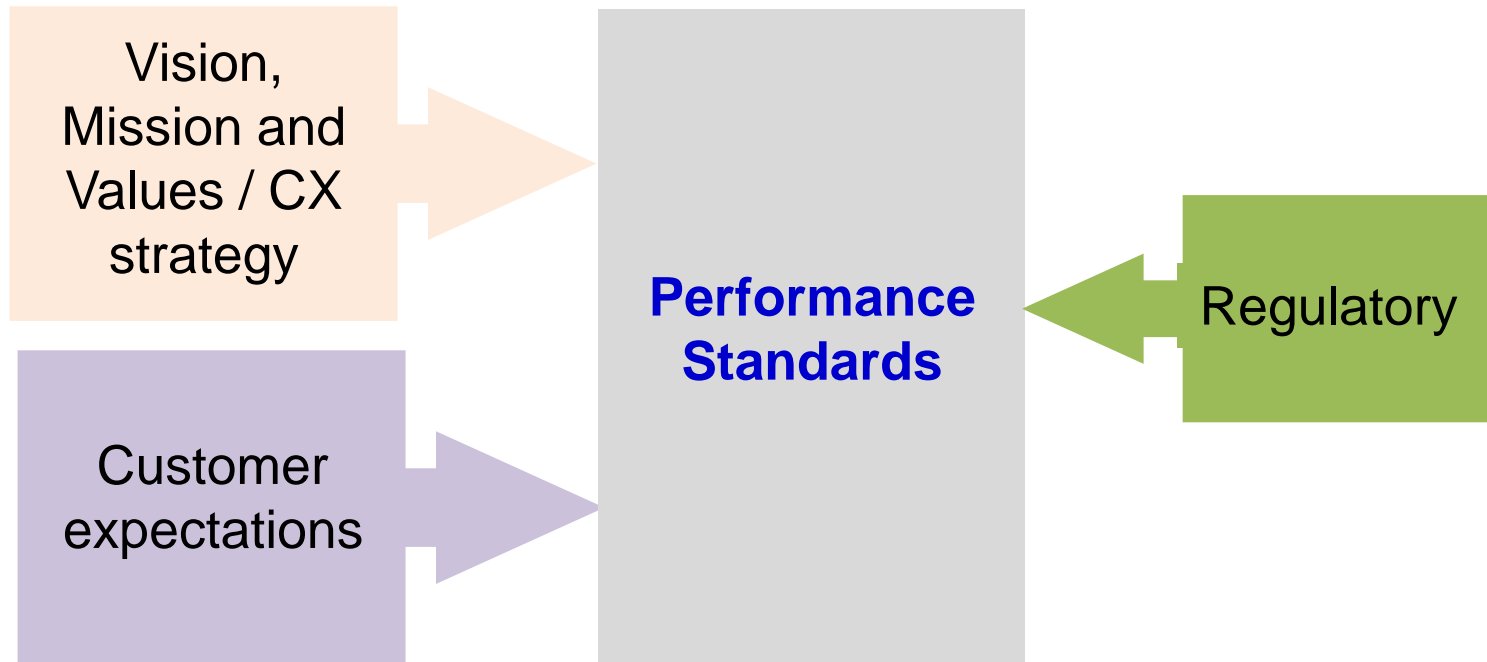 Vision,
Mission and
Values / CX
strategy
Customer
expectations
Performance
Standards
Regulatory